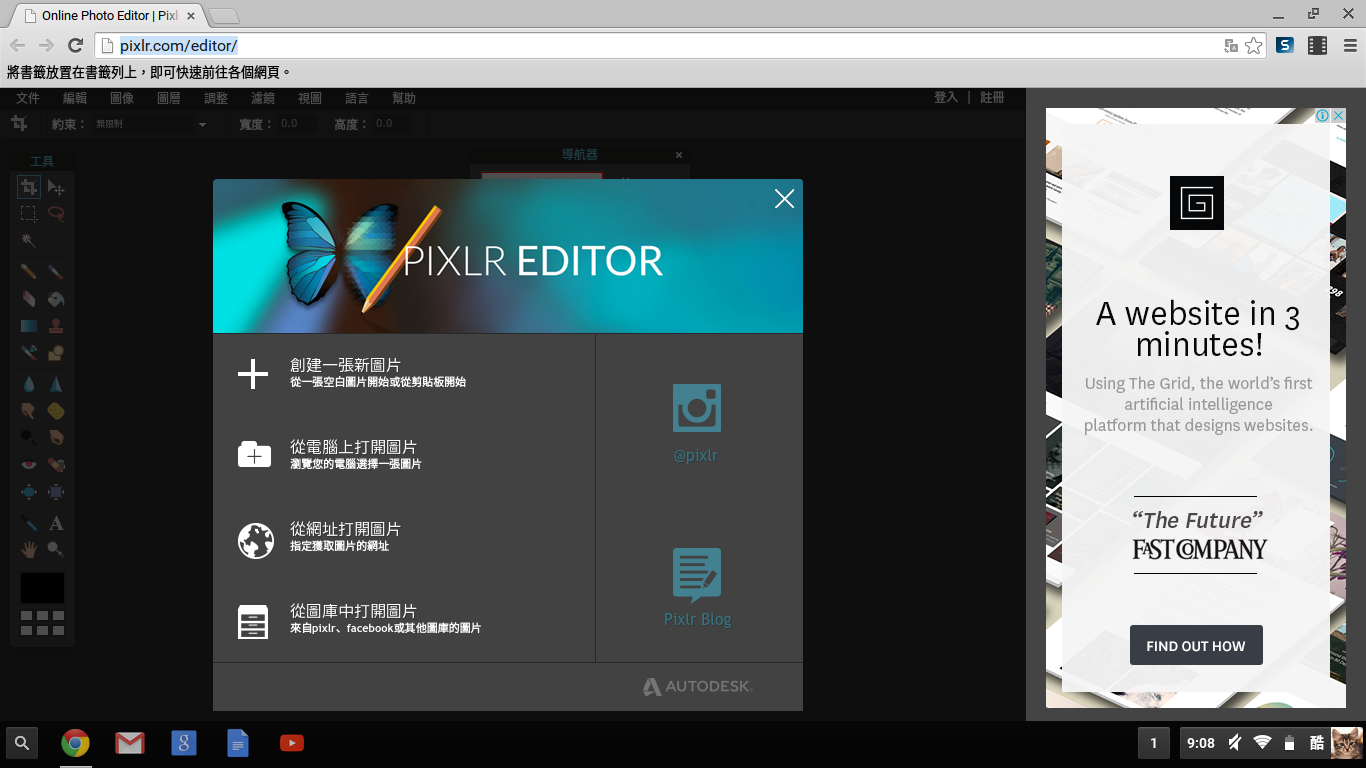 Online Photo Editor | Pixl
pixlr.com/editor/
將書籤放置在書籤列上，即可快速前往各個網頁。
文件 編輯 圖像 圖層 調整 濾鏡 視圖 語言 幫助
登入 | 註冊
約束： 無限制 寬度： 0.0 高度： 0.0
工具
導航器
PIXLR EDITOR
創建一張新圖片
從一張空白圖片開始或從剪貼板開始
從電腦上打開圖片
瀏覽您的電腦選擇一張圖片
從網址打開圖片
指定獲取圖片的網址
從圖庫中打開圖片
來自pixlr、facebook或其他圖庫的圖片
@pixlr
Pixlr Blog
AUTODESK.
A website in 3
minutes!
Using The Grid, the world's first
artificial intelligence
platform that designs websites.
“The Future”
FAST COMPANY
FIND OUT HOW
1 9:08 酷